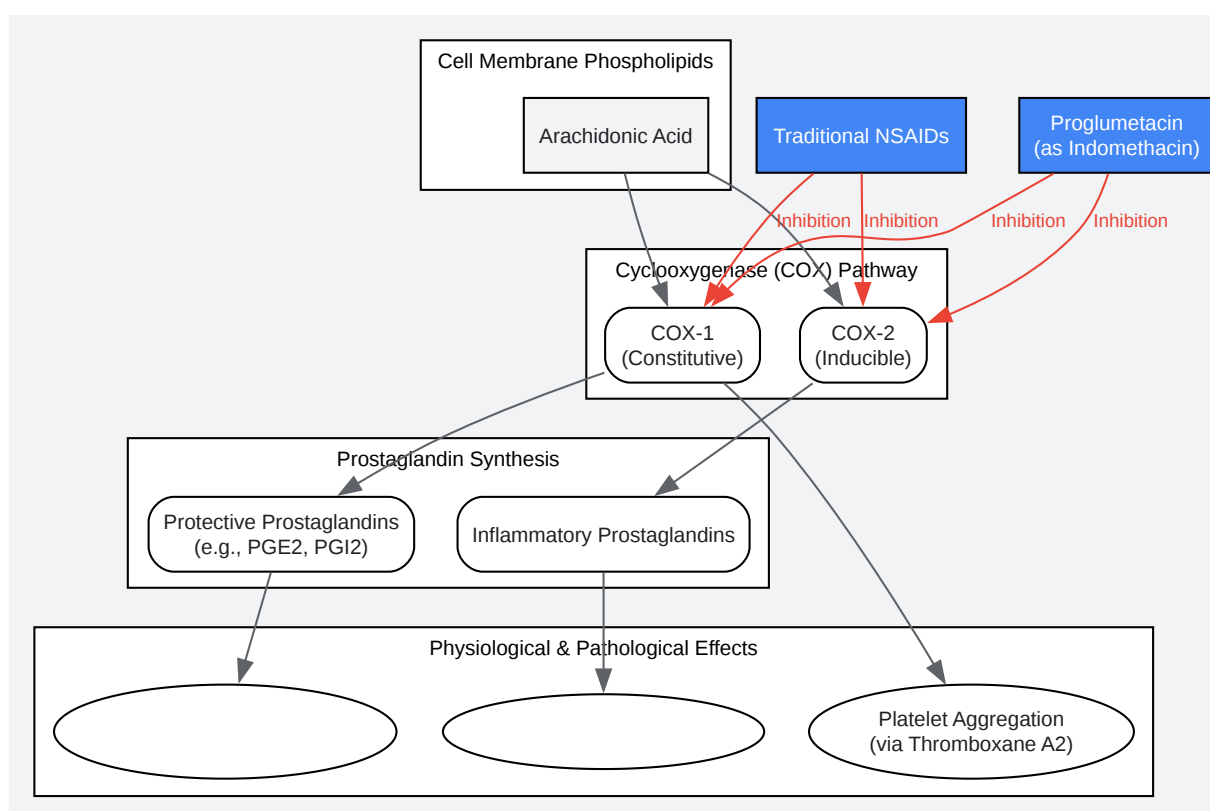 Cell Membrane Phospholipids
Arachidonic Acid
Traditional NSAIDs
Proglumetacin
(as Indomethacin)
Inhibition
Inhibition
Inhibition
Inhibition
Cyclooxygenase (COX) Pathway
COX-1
(Constitutive)
COX-2
(Inducible)
Prostaglandin Synthesis
Protective Prostaglandins
(e.g., PGE2, PGI2)
Inflammatory Prostaglandins
Physiological & Pathological Effects
Platelet Aggregation
(via Thromboxane A2)